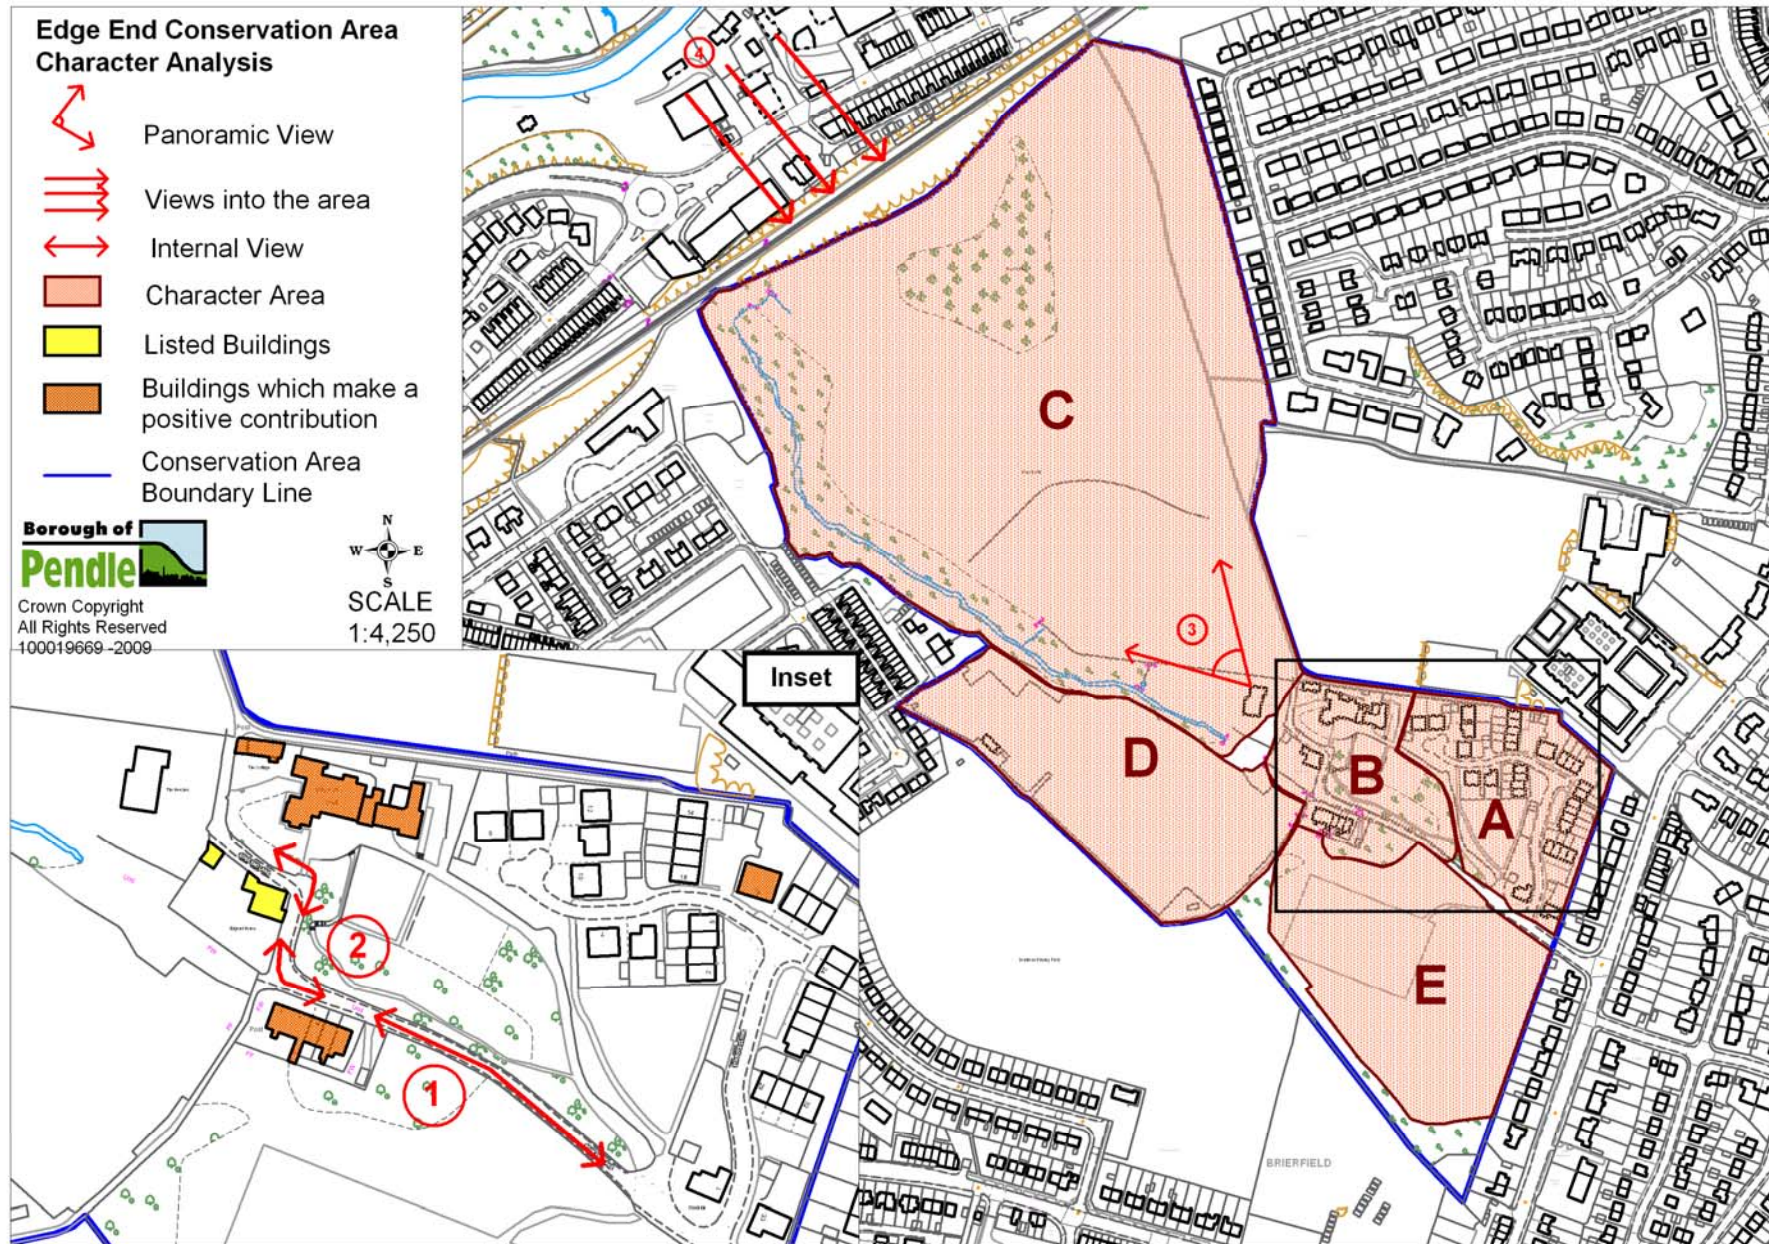 Edge End Conservation Area
Character Analysis
Panoramic View
Views into the area
Internal View
Character Area
Listed Buildings
Buildings which make a
positive contribution
Conservation Area
Boundary Line
Borough of
Pendle
Crown Copyright
All Rights Reserved
100019669 -2009
N
W E
S
SCALE
1:4,250
4
C
3
D
B
A
E
BRIERFIELD
Inset
2
1